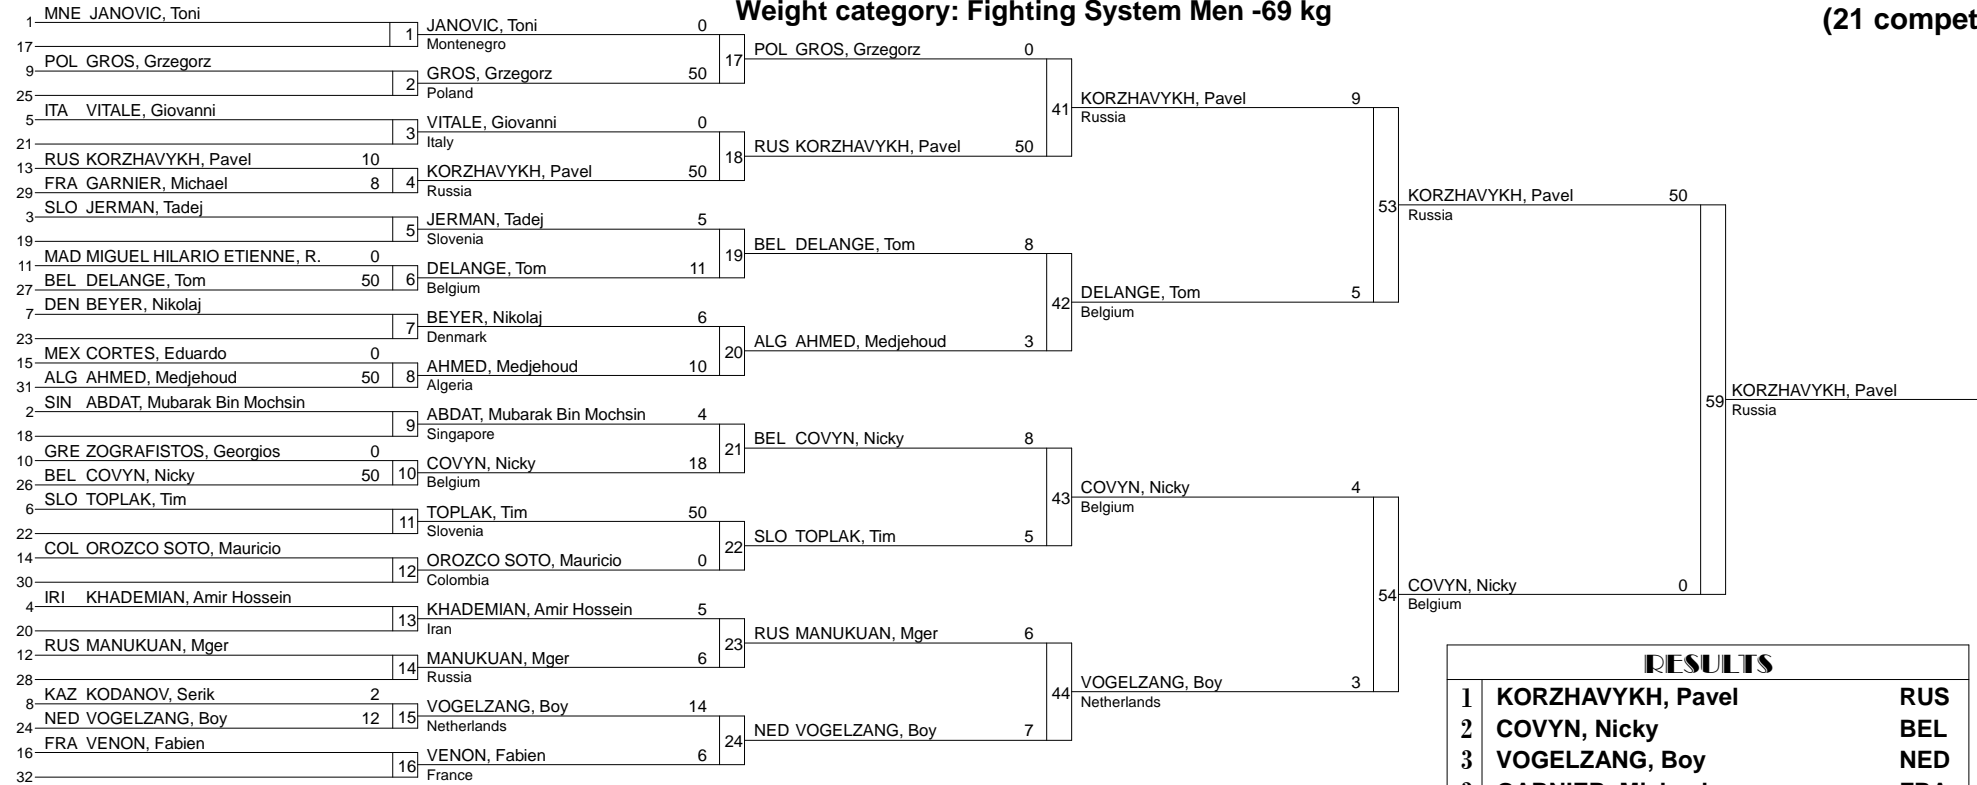 Weight category: Fighting System Men -69 kg
(21 compet
1 MNE JANOVIC, Toni
17
1
9 POL GROS, Grzegorz
25
2
5 ITA VITALE, Giovanni
21
3
13 RUS KORZHAVYKH, Pavel 10
29 FRA GARNIER, Michael 8
4
3 SLO JERMAN, Tadej
19
5
11 MAD MIGUEL HILARIO ETIENNE, R. 0
27 BEL DELANGE, Tom 50
6
7 DEN BEYER, Nikolaj
23
7
15 MEX CORTES, Eduardo 0
31 ALG AHMED, Medjehoud 50
8
2 SIN ABDAT, Mubarak Bin Mochsin
18
9
10 GRE ZOGRAFISTOS, Georgios 0
26 BEL COVYN, Nicky 50
10
6 SLO TOPLAK, Tim
22
11
14 COL OROZCO SOTO, Mauricio
30
12
4 IRI KHADEMIAN, Amir Hossein
20
13
12 RUS MANUKUAN, Mger
28
14
8 KAZ KODANOV, Serik 2
24 NED VOGELZANG, Boy 12
15
16 FRA VENON, Fabien
32
16
JANOVIC, Toni 0
Montenegro
17
GROS, Grzegorz 50
Poland
VITALE, Giovanni 0
Italy
18
KORZHAVYKH, Pavel 50
Russia
JERMAN, Tadej 5
Slovenia
19
DELANGE, Tom 11
Belgium
BEYER, Nikolaj 6
Denmark
20
AHMED, Medjehoud 10
Algeria
ABDAT, Mubarak Bin Mochsin 4
Singapore
21
COVYN, Nicky 18
Belgium
TOPLAK, Tim 50
Slovenia
22
OROZCO SOTO, Mauricio 0
Colombia
KHADEMIAN, Amir Hossein 5
Iran
23
MANUKUAN, Mger 6
Russia
VOGELZANG, Boy 14
Netherlands
24
VENON, Fabien 6
France
POL GROS, Grzegorz 0
41
RUS KORZHAVYKH, Pavel 50
BEL DELANGE, Tom 8
42
ALG AHMED, Medjehoud 3
BEL COVYN, Nicky 8
43
SLO TOPLAK, Tim 5
RUS MANUKUAN, Mger 6
44
NED VOGELZANG, Boy 7
KORZHAVYKH, Pavel 9
Russia
53
DELANGE, Tom 5
Belgium
COVYN, Nicky 4
Belgium
54
VOGELZANG, Boy 3
Netherlands
KORZHAVYKH, Pavel 50
Russia
59
COVYN, Nicky 0
Belgium
KORZHAVYKH, Pavel
Russia
RESULTS
1 KORZHAVYKH, Pavel RUS
2 COVYN, Nicky BEL
3 VOGELZANG, Boy NED